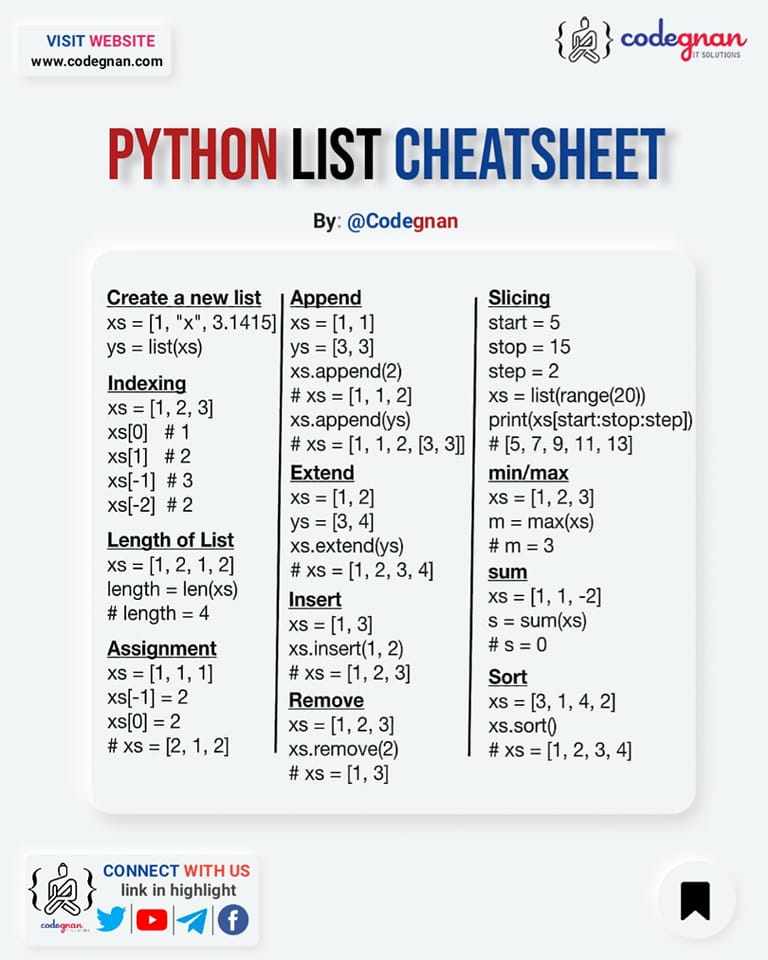 VISIT WEBSITE
www.codegnan.com
codegnan
IT SOLUTIONS
PYTHON LIST CHEATSHEET
By: @Codegnan
Create a new list
xs = [1, "x", 3.1415]
ys = list(xs)
Indexing
xs = [1, 2, 3]
xs[0] # 1
xs[1] # 2
xs[-1] # 3
xs[-2] # 2
Length of List
xs = [1, 2, 1, 2]
length = len(xs)
# length = 4
Assignment
xs = [1, 1, 1]
xs[-1] = 2
xs[0] = 2
# xs = [2, 1, 2]
Append
xs = [1, 1]
ys = [3, 3]
xs.append(2)
# xs = [1, 1, 2]
xs.append(ys)
# xs = [1, 1, 2, [3, 3]]
Extend
xs = [1, 2]
ys = [3, 4]
xs.extend(ys)
# xs = [1, 2, 3, 4]
Insert
xs = [1, 3]
xs.insert(1, 2)
# xs = [1, 2, 3]
Remove
xs = [1, 2, 3]
xs.remove(2)
# xs = [1, 3]
Slicing
start = 5
stop = 15
step = 2
xs = list(range(20))
print(xs[start:stop:step])
# [5, 7, 9, 11, 13]
min/max
xs = [1, 2, 3]
m = max(xs)
# m = 3
sum
xs = [1, 1, -2]
s = sum(xs)
# s = 0
Sort
xs = [3, 1, 4, 2]
xs.sort()
# xs = [1, 2, 3, 4]
CONNECT WITH US
link in highlight
codegnan